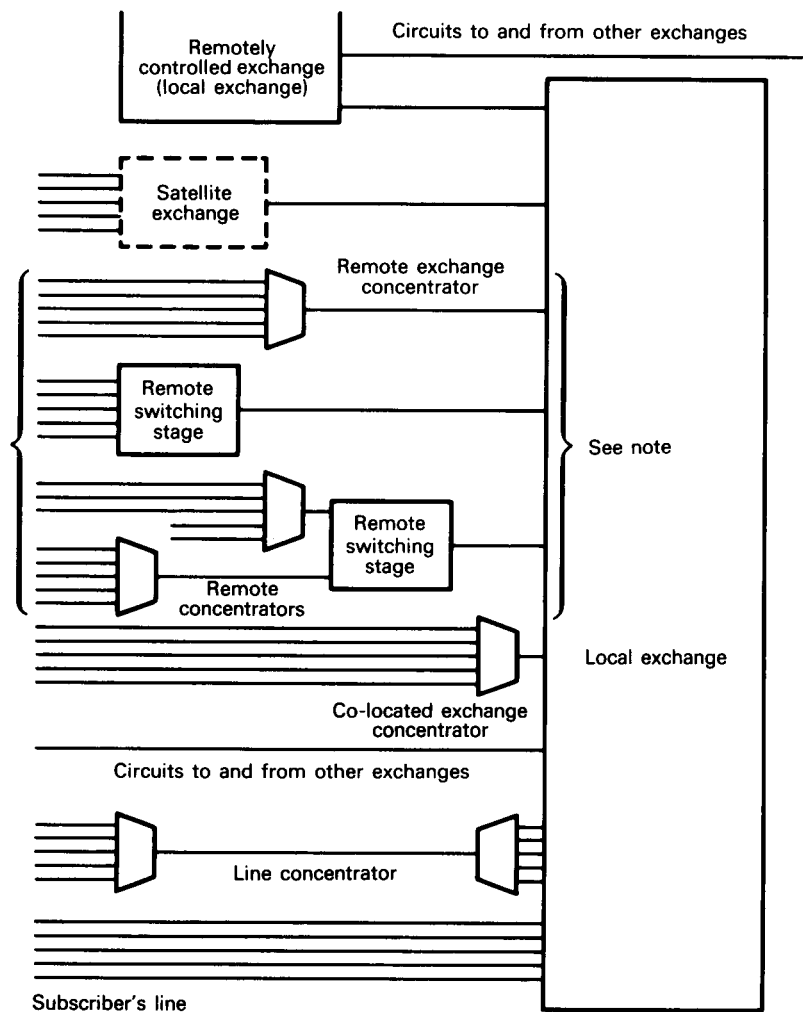 Circuits to and from other exchanges
Remotely
controlled exchange
(local exchange)
Satellite
exchange
Remote exchange
concentrator
Remote
switching
stage
See note
Remote
switching
stage
Remote
concentrators
Local exchange
Co-located exchange
concentrator
Circuits to and from other exchanges
Line concentrator
Subscriber's line